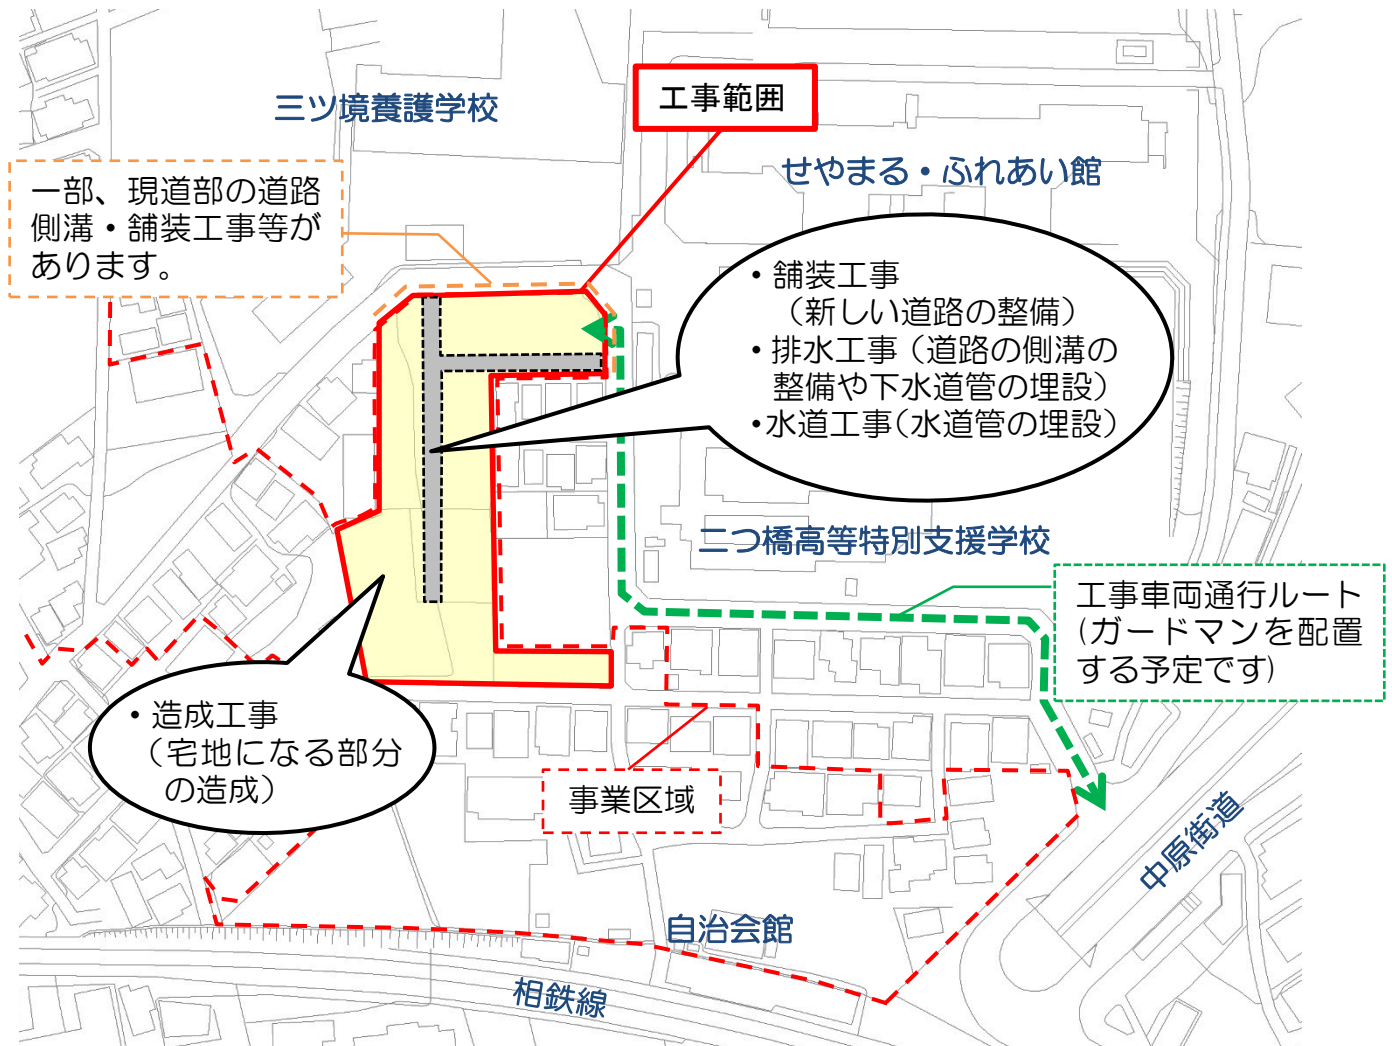 三ツ境養護学校
工事範囲
せやまる・ふれあい館
一部、現道部の道路
側溝・舗装工事等が
あります。
・舗装工事
（新しい道路の整備）
・排水工事（道路の側溝の
整備や下水道管の埋設）
・水道工事（水道管の埋設）
二つ橋高等特別支援学校
工事車両通行ルート
(ガードマンを配置
する予定です)
・造成工事
（宅地になる部分
の造成）
事業区域
中原街道
自治会館
相鉄線